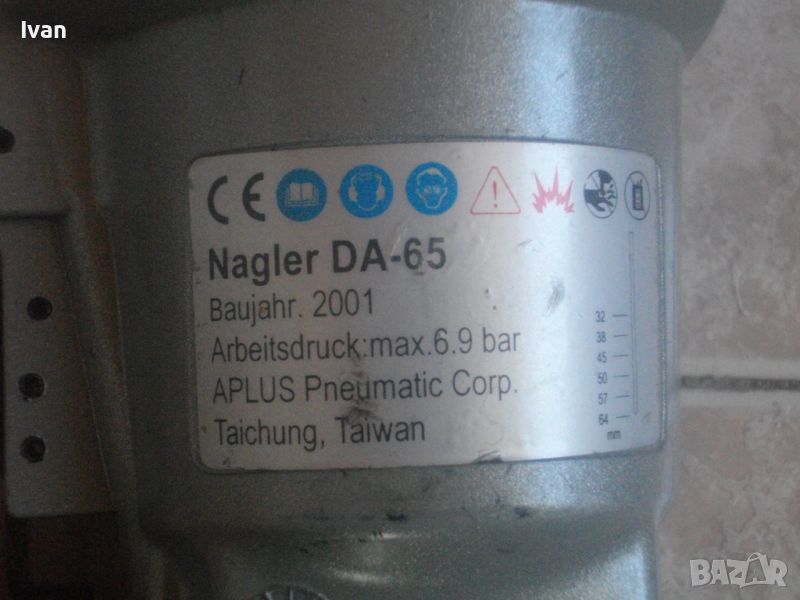 Ivan
CE
Nagler DA-65
Baujahr. 2001
Arbeitsdruck:max.6.9 bar
APLUS Pneumatic Corp.
Taichung, Taiwan
32
38
45
50
57
64
mm
BAZAR